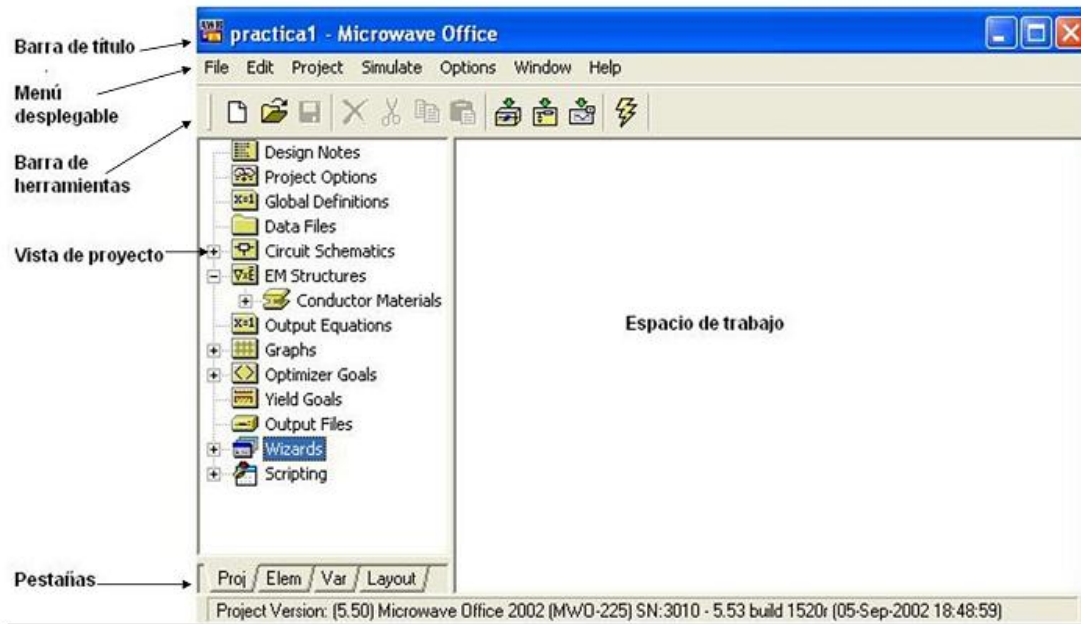 practica1 - Microwave Office
Barra de título
File Edit Project Simulate Options Window Help
Menú
desplegable
Barra de
herramientas
Design Notes
Project Options
Global Definitions
Data Files
Vista de proyecto
Circuit Schematics
EM Structures
Conductor Materials
Output Equations
Espacio de trabajo
Graphs
Optimizer Goals
Yield Goals
Output Files
Wizards
Scripting
Pestañas
Proj Elem Var Layout
Project Version: (5.50) Microwave Office 2002 (MWO-225) SN:3010 - 5.53 build 1520r (05-Sep-2002 18:48:59)